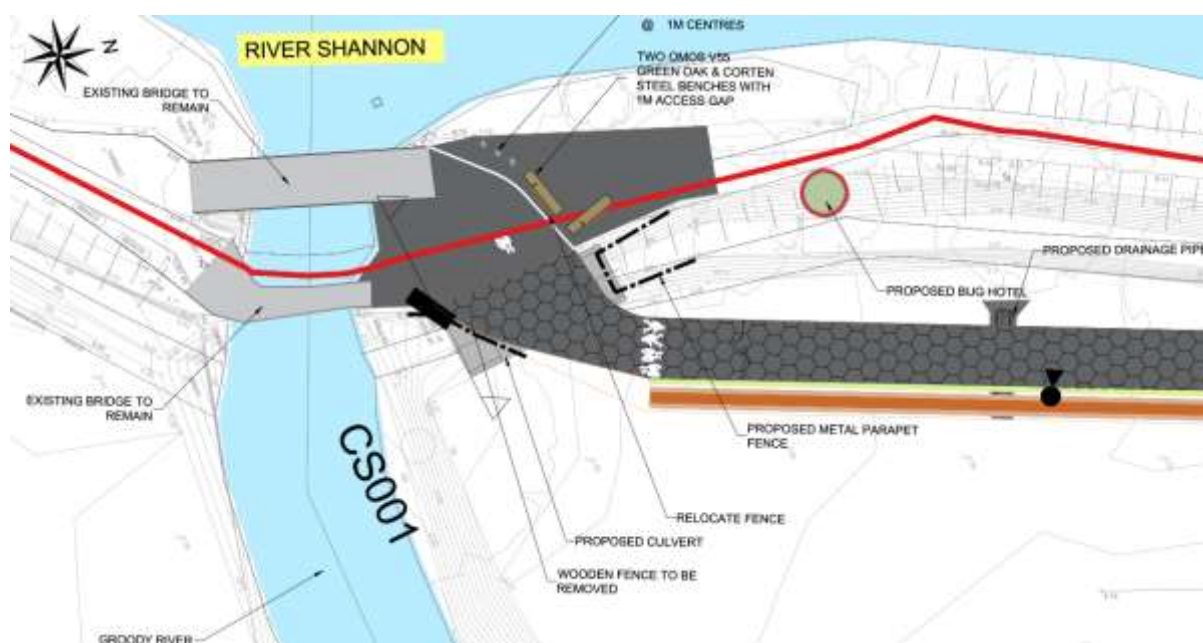 @ 1M CENTRES
RIVER SHANNON
N
TWO OMOS V55
GREEN OAK & CORTEN
STEEL BENCHES WITH
1M ACCESS GAP
EXISTING BRIDGE TO
REMAIN
PROPOSED DRAINAGE PIPE
PROPOSED BUG HOTEL
EXISTING BRIDGE TO
REMAIN
PROPOSED METAL PARAPET
FENCE
CS001
RELOCATE FENCE
PROPOSED CULVERT
WOODEN FENCE TO BE
REMOVED
GROODY RIVER